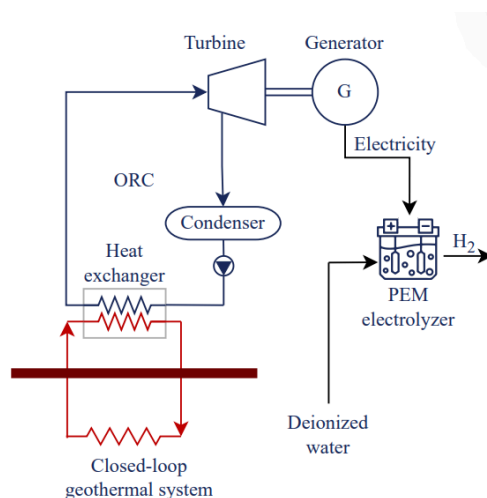 Turbine
Generator
G
Electricity
ORC
Condenser
+ −
Heat
exchanger
H₂
PEM
electrolyzer
Deionized
water
Closed-loop
geothermal system